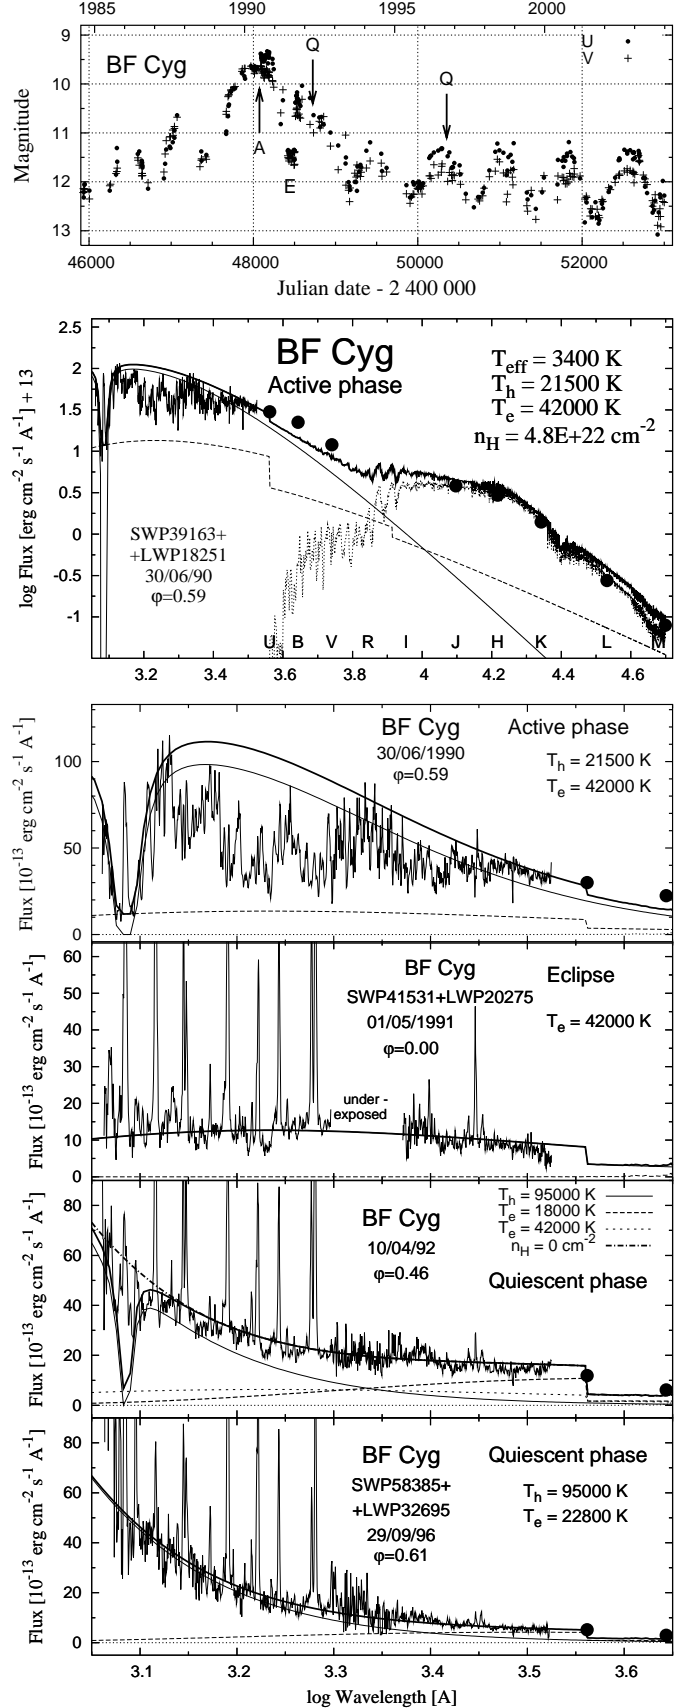 1985 1990 1995 2000
9
10
11
12
13
Magnitude
BF Cyg
Q
Q
A
E
U
V
46000 48000 50000 52000
Julian date - 2 400 000
2.5
2
1.5
1
0.5
0
-0.5
-1
log Flux [erg cm-2 s-1 A-1] + 13
BF Cyg
Active phase
Teff = 3400 K
Th = 21500 K
Te = 42000 K
nH = 4.8E+22 cm-2
SWP39163+
+LWP18251
30/06/90
φ=0.59
U B V R I J H K L M
3.2 3.4 3.6 3.8 4 4.2 4.4 4.6
100
50
0
Flux [10-13 erg cm-2 s-1 A-1]
BF Cyg
30/06/1990
φ=0.59
Active phase
Th = 21500 K
Te = 42000 K
60
50
40
30
20
10
0
Flux [10-13 erg cm-2 s-1 A-1]
BF Cyg
SWP41531+LWP20275
01/05/1991
φ=0.00
Eclipse
Te = 42000 K
under -
exposed
80
60
40
20
0
Flux [10-13 erg cm-2 s-1 A-1]
BF Cyg
10/04/92
φ=0.46
Th = 95000 K
Te = 18000 K
Te = 42000 K
nH = 0 cm-2
Quiescent phase
80
60
40
20
0
Flux [10-13 erg cm-2 s-1 A-1]
BF Cyg
SWP58385+
+LWP32695
29/09/96
φ=0.61
Quiescent phase
Th = 95000 K
Te = 22800 K
3.1 3.2 3.3 3.4 3.5 3.6
log Wavelength [A]